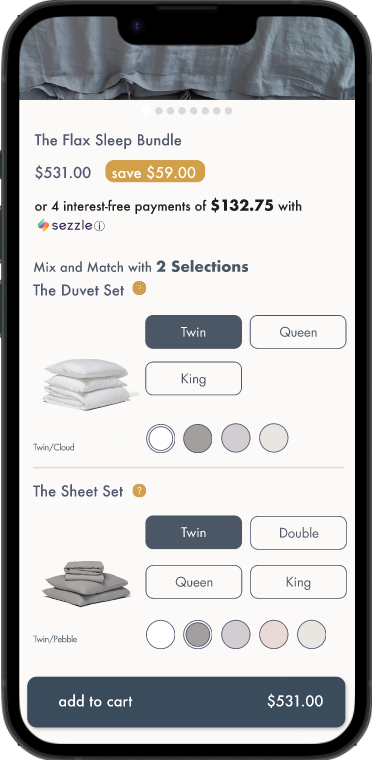 The Flax Sleep Bundle
$531.00 save $59.00
or 4 interest-free payments of $132.75 with
sezzle ⓘ
Mix and Match with 2 Selections
The Duvet Set ?
Twin Queen
King
Twin/Cloud
The Sheet Set ?
Twin Double
Queen King
Twin/Pebble
add to cart $531.00